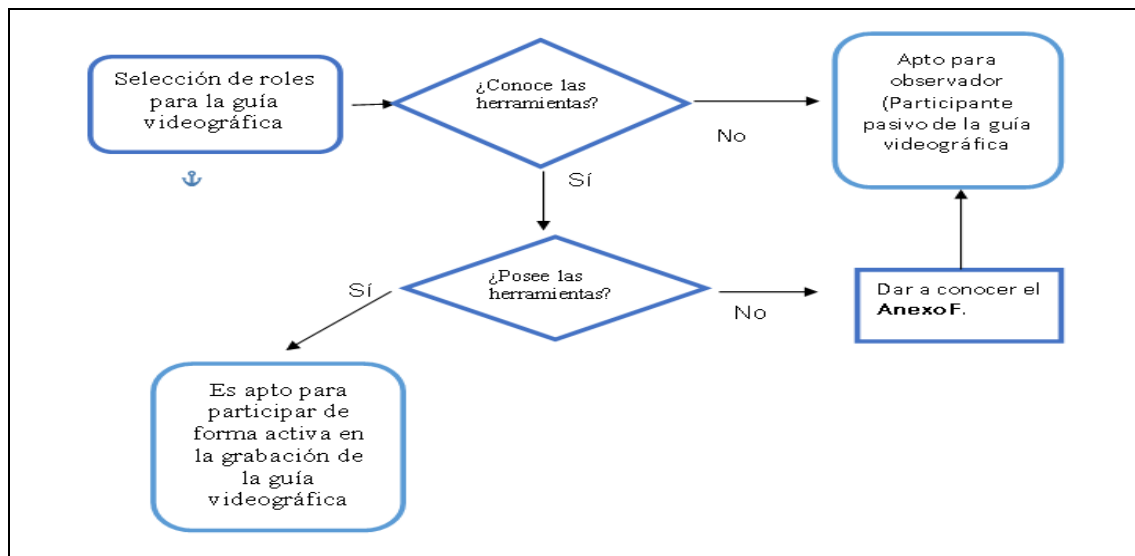 Selección de roles
para la guía
videográfica
¿Conoce las
herramientas?
No
Apto para
observador
(Participante
pasivo de la guía
videográfica
Sí
¿Posee las
herramientas?
Sí
No
Dar a conocer el
Anexo F.
Es apto para
participar de
forma activa en
la grabación de
la guía
videográfica